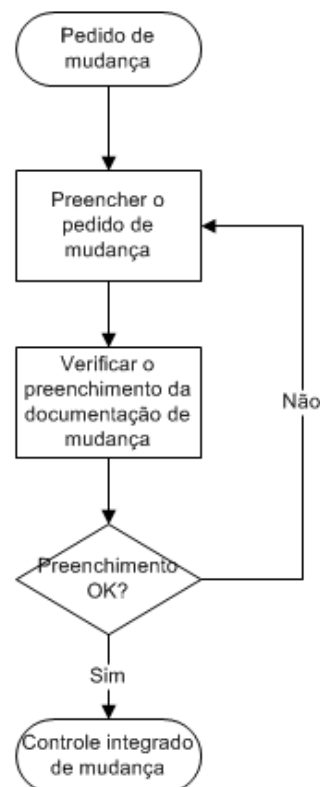 Pedido de
mudança
Preencher o
pedido de
mudança
Verificar o
preenchimento da
documentação de
mudança
Não
Preenchimento
OK?
Sim
Controle integrado
de mudança